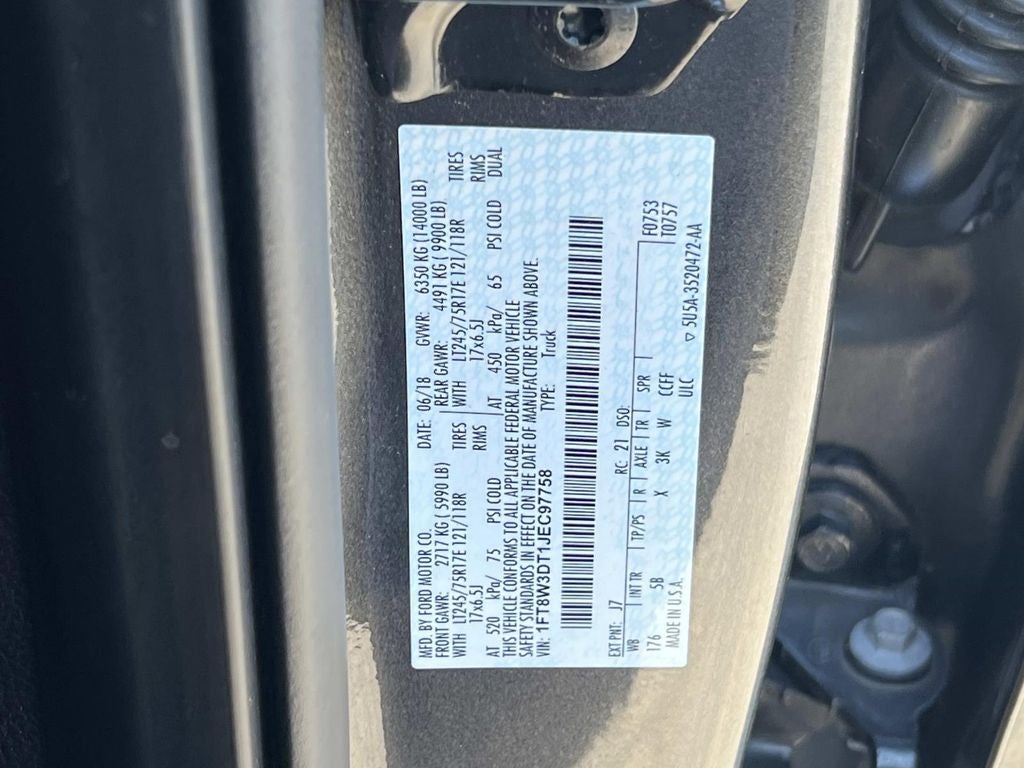 MFD. BY FORD MOTOR CO. DATE: 06/18 GVWR: 6350 KG (14000 LB)
FRONT GAWR: 2717 KG ( 5990 LB) REAR GAWR: 4491 KG ( 9900 LB)
WITH LT245/75R17E 121/118R TIRES WITH LT245/75R17E 121/118R TIRES
17x6.5J RIMS 17x6.5J RIMS
AT 520 kPa/ 75 PSI COLD AT 450 kPa/ 65 PSI COLD DUAL
THIS VEHICLE CONFORMS TO ALL APPLICABLE FEDERAL MOTOR VEHICLE
SAFETY STANDARDS IN EFFECT ON THE DATE OF MANUFACTURE SHOWN ABOVE.
VIN: 1FT8W3DT1JEC97758 TYPE: Truck
EXT PNT: J7 RC: 21 DSO: F0753
WB INT TR TP/PS R AXLE TR SPR T0757
176 5B X 3K W CCFF
MADE IN U.S.A. ULC ▽ 5U5A-3520472-AA